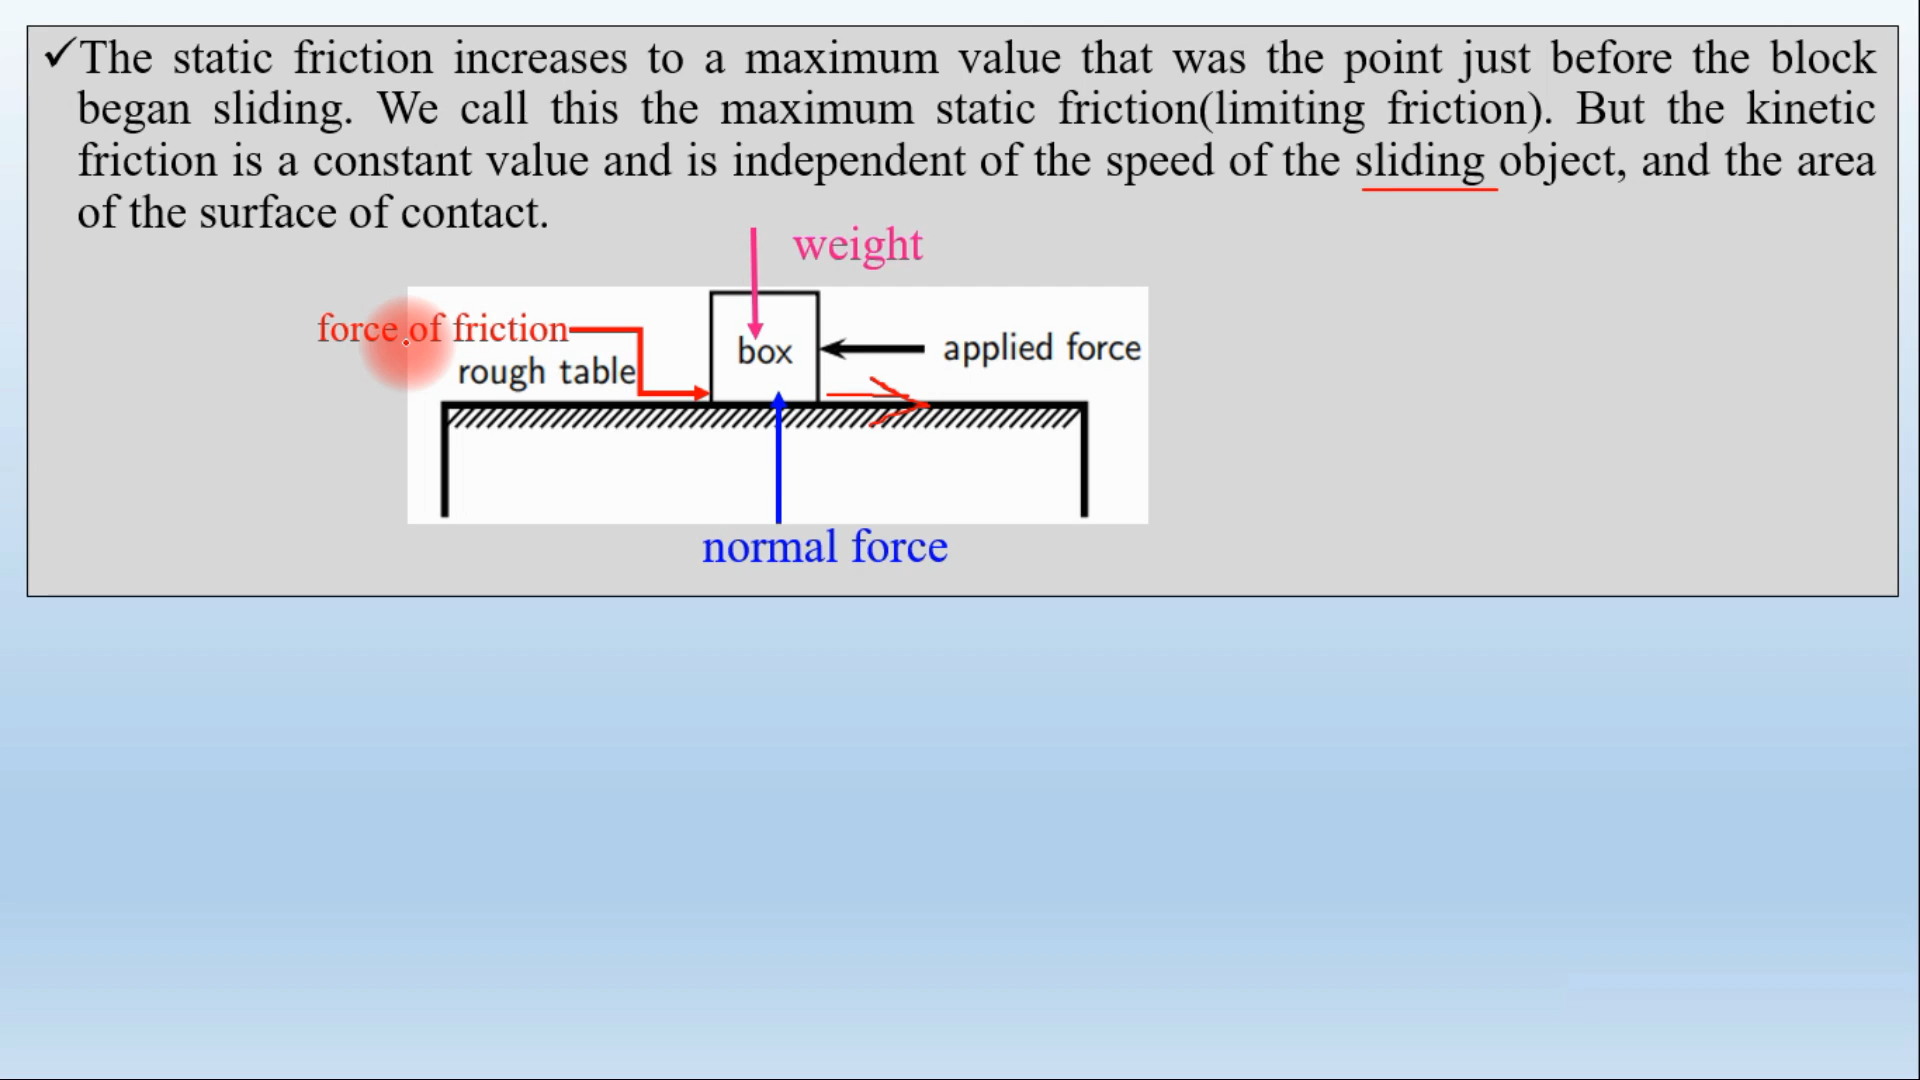 ✓The static friction increases to a maximum value that was the point just before the block
began sliding. We call this the maximum static friction(limiting friction). But the kinetic
friction is a constant value and is independent of the speed of the sliding object, and the area
of the surface of contact.
weight
force of friction
box
applied force
rough table
normal force